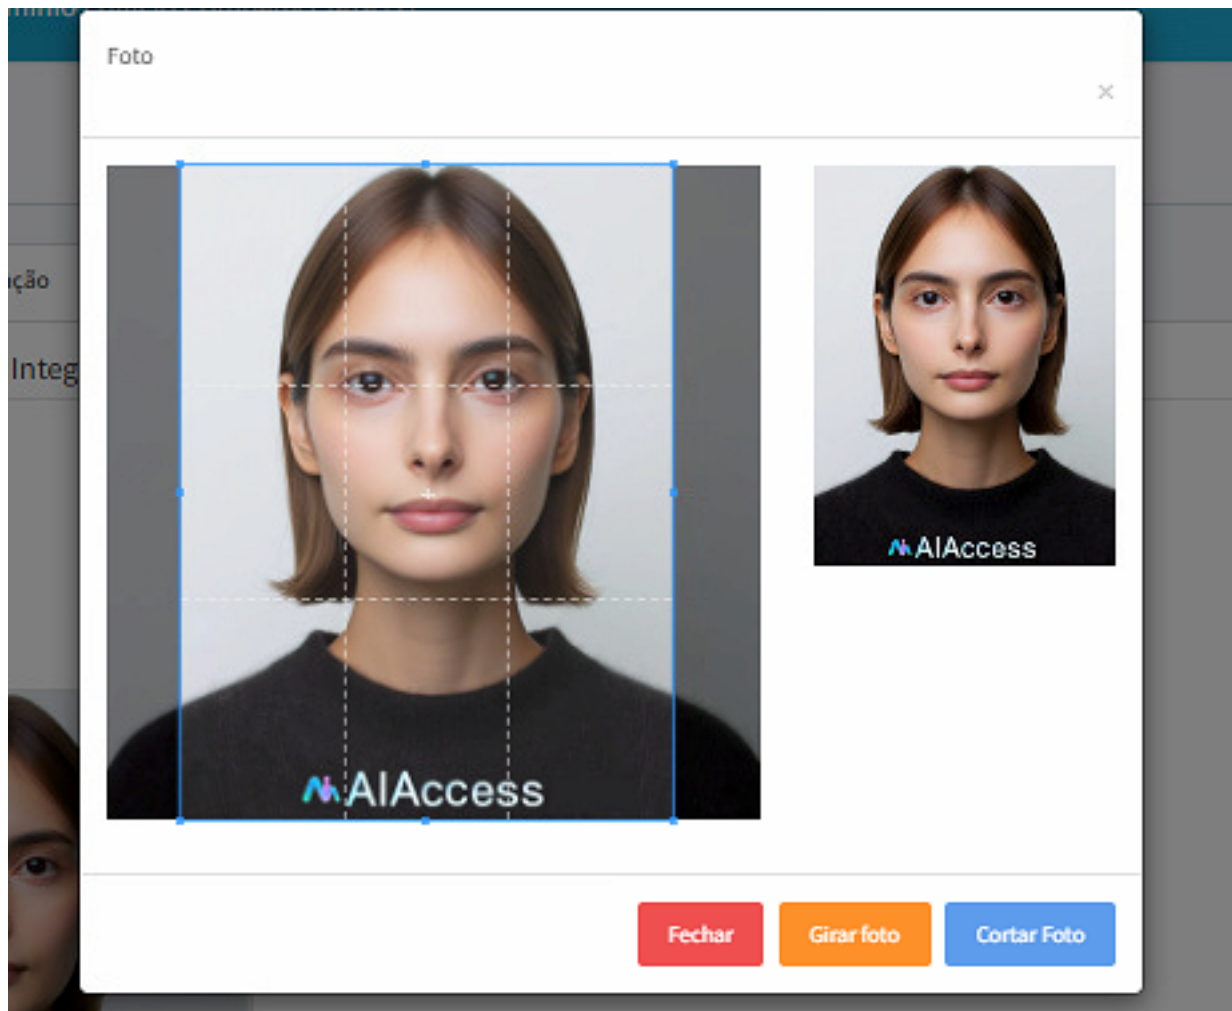 Foto
×
ção
Integ
AIAccess
AIAccess
Fechar
Girar foto
Cortar Foto